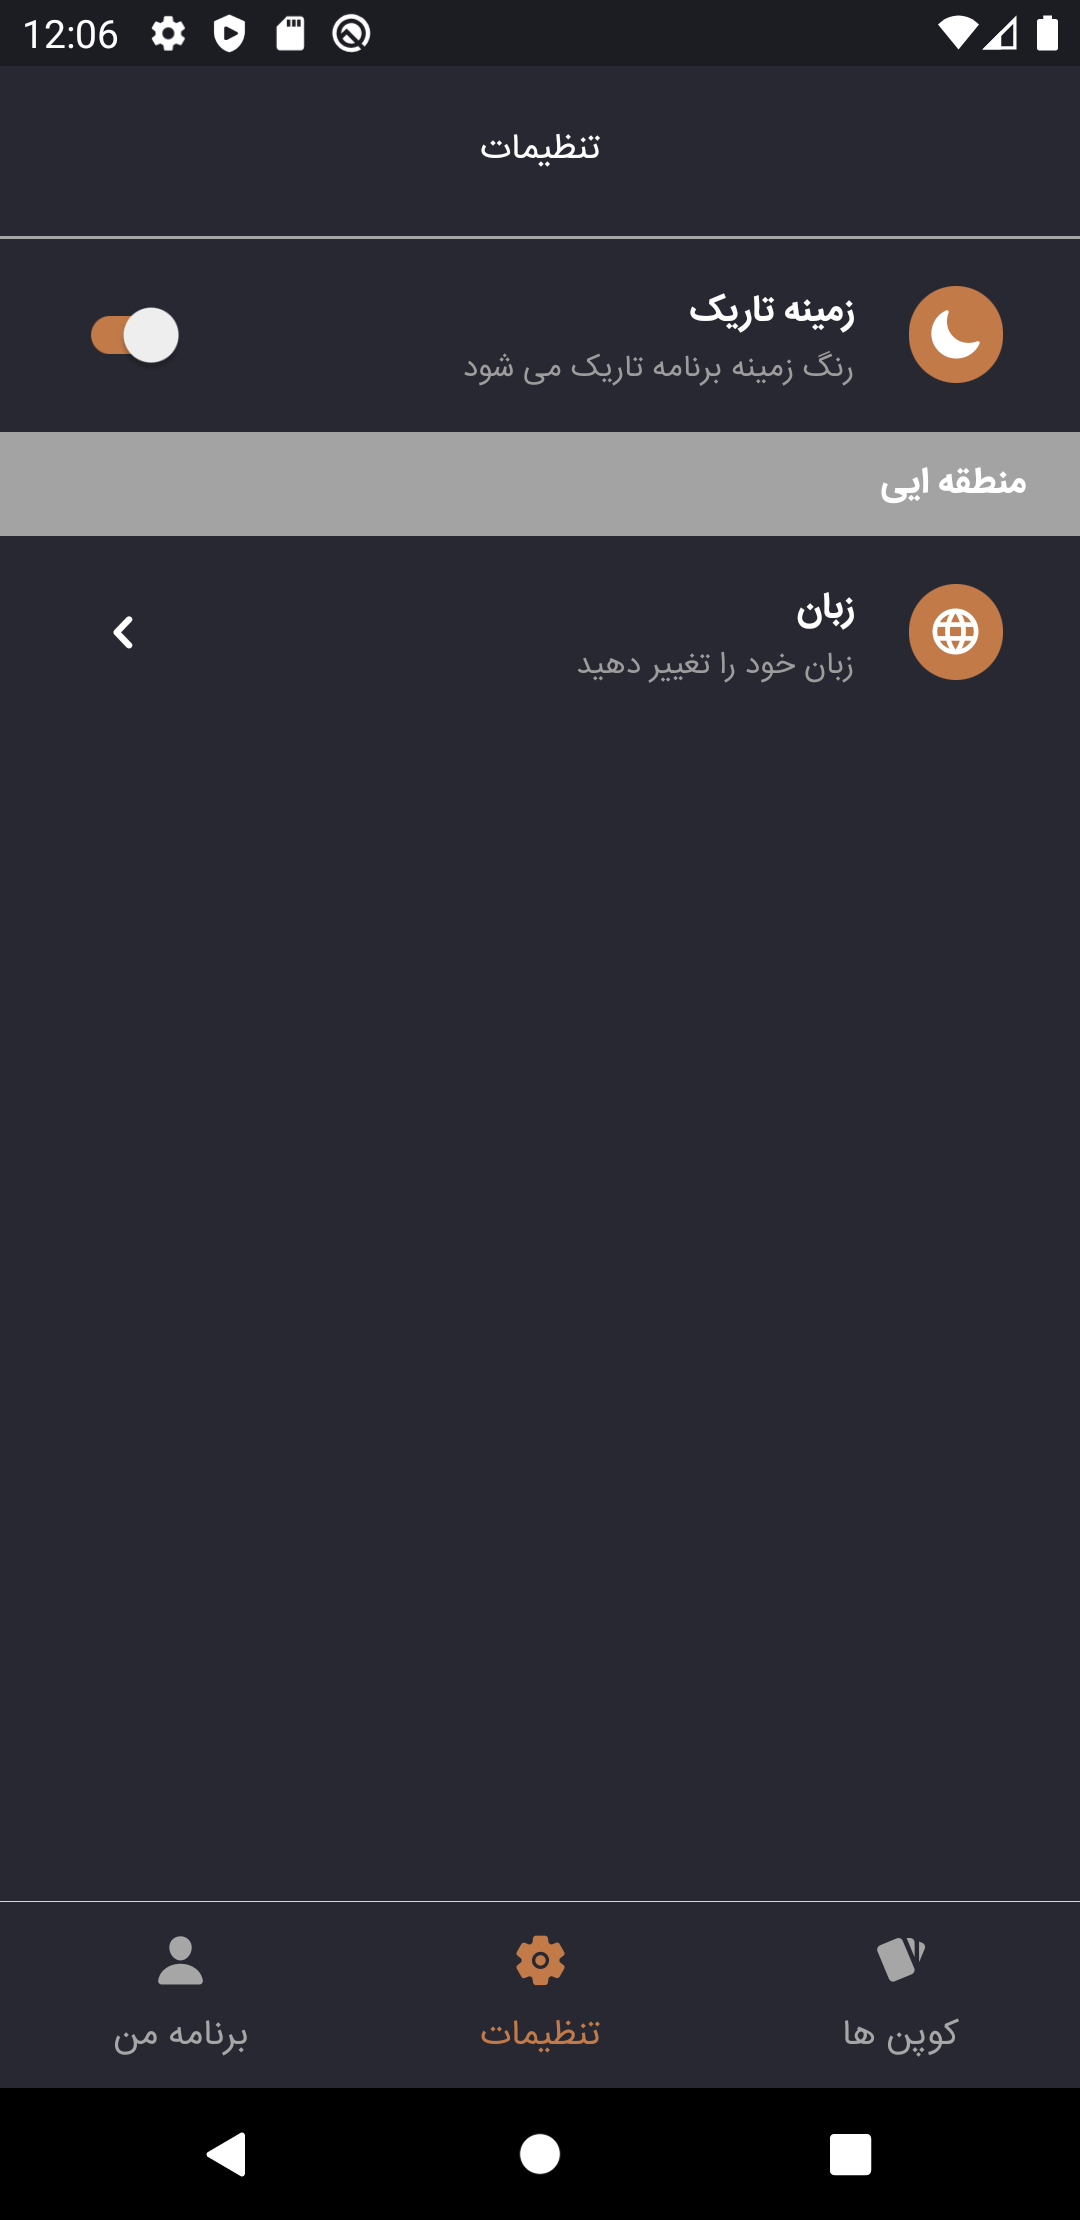 12:06
تنظیمات
زمینه تاریک
رنگ زمینه برنامه تاریک می شود
منطقه ایی
زبان
زبان خود را تغییر دهید
کوپن ها
تنظیمات
برنامه من